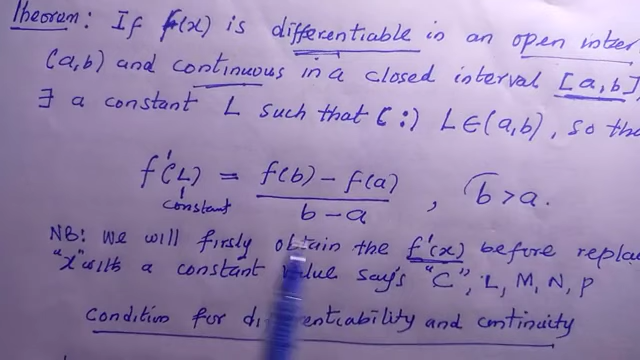 Theorem: If f(x) is differentiable in an open inter
(a,b) and continuous in a closed interval [a,b]
∃ a constant L such that (:) L∈(a,b), so tha
f'(L) = f(b) - f(a) / b - a , b>a.
constant
NB: We will firstly obtain the f'(x) before repla
"x" with a constant value say's "C", L, M, N, P
Condition for differentiability and continuity